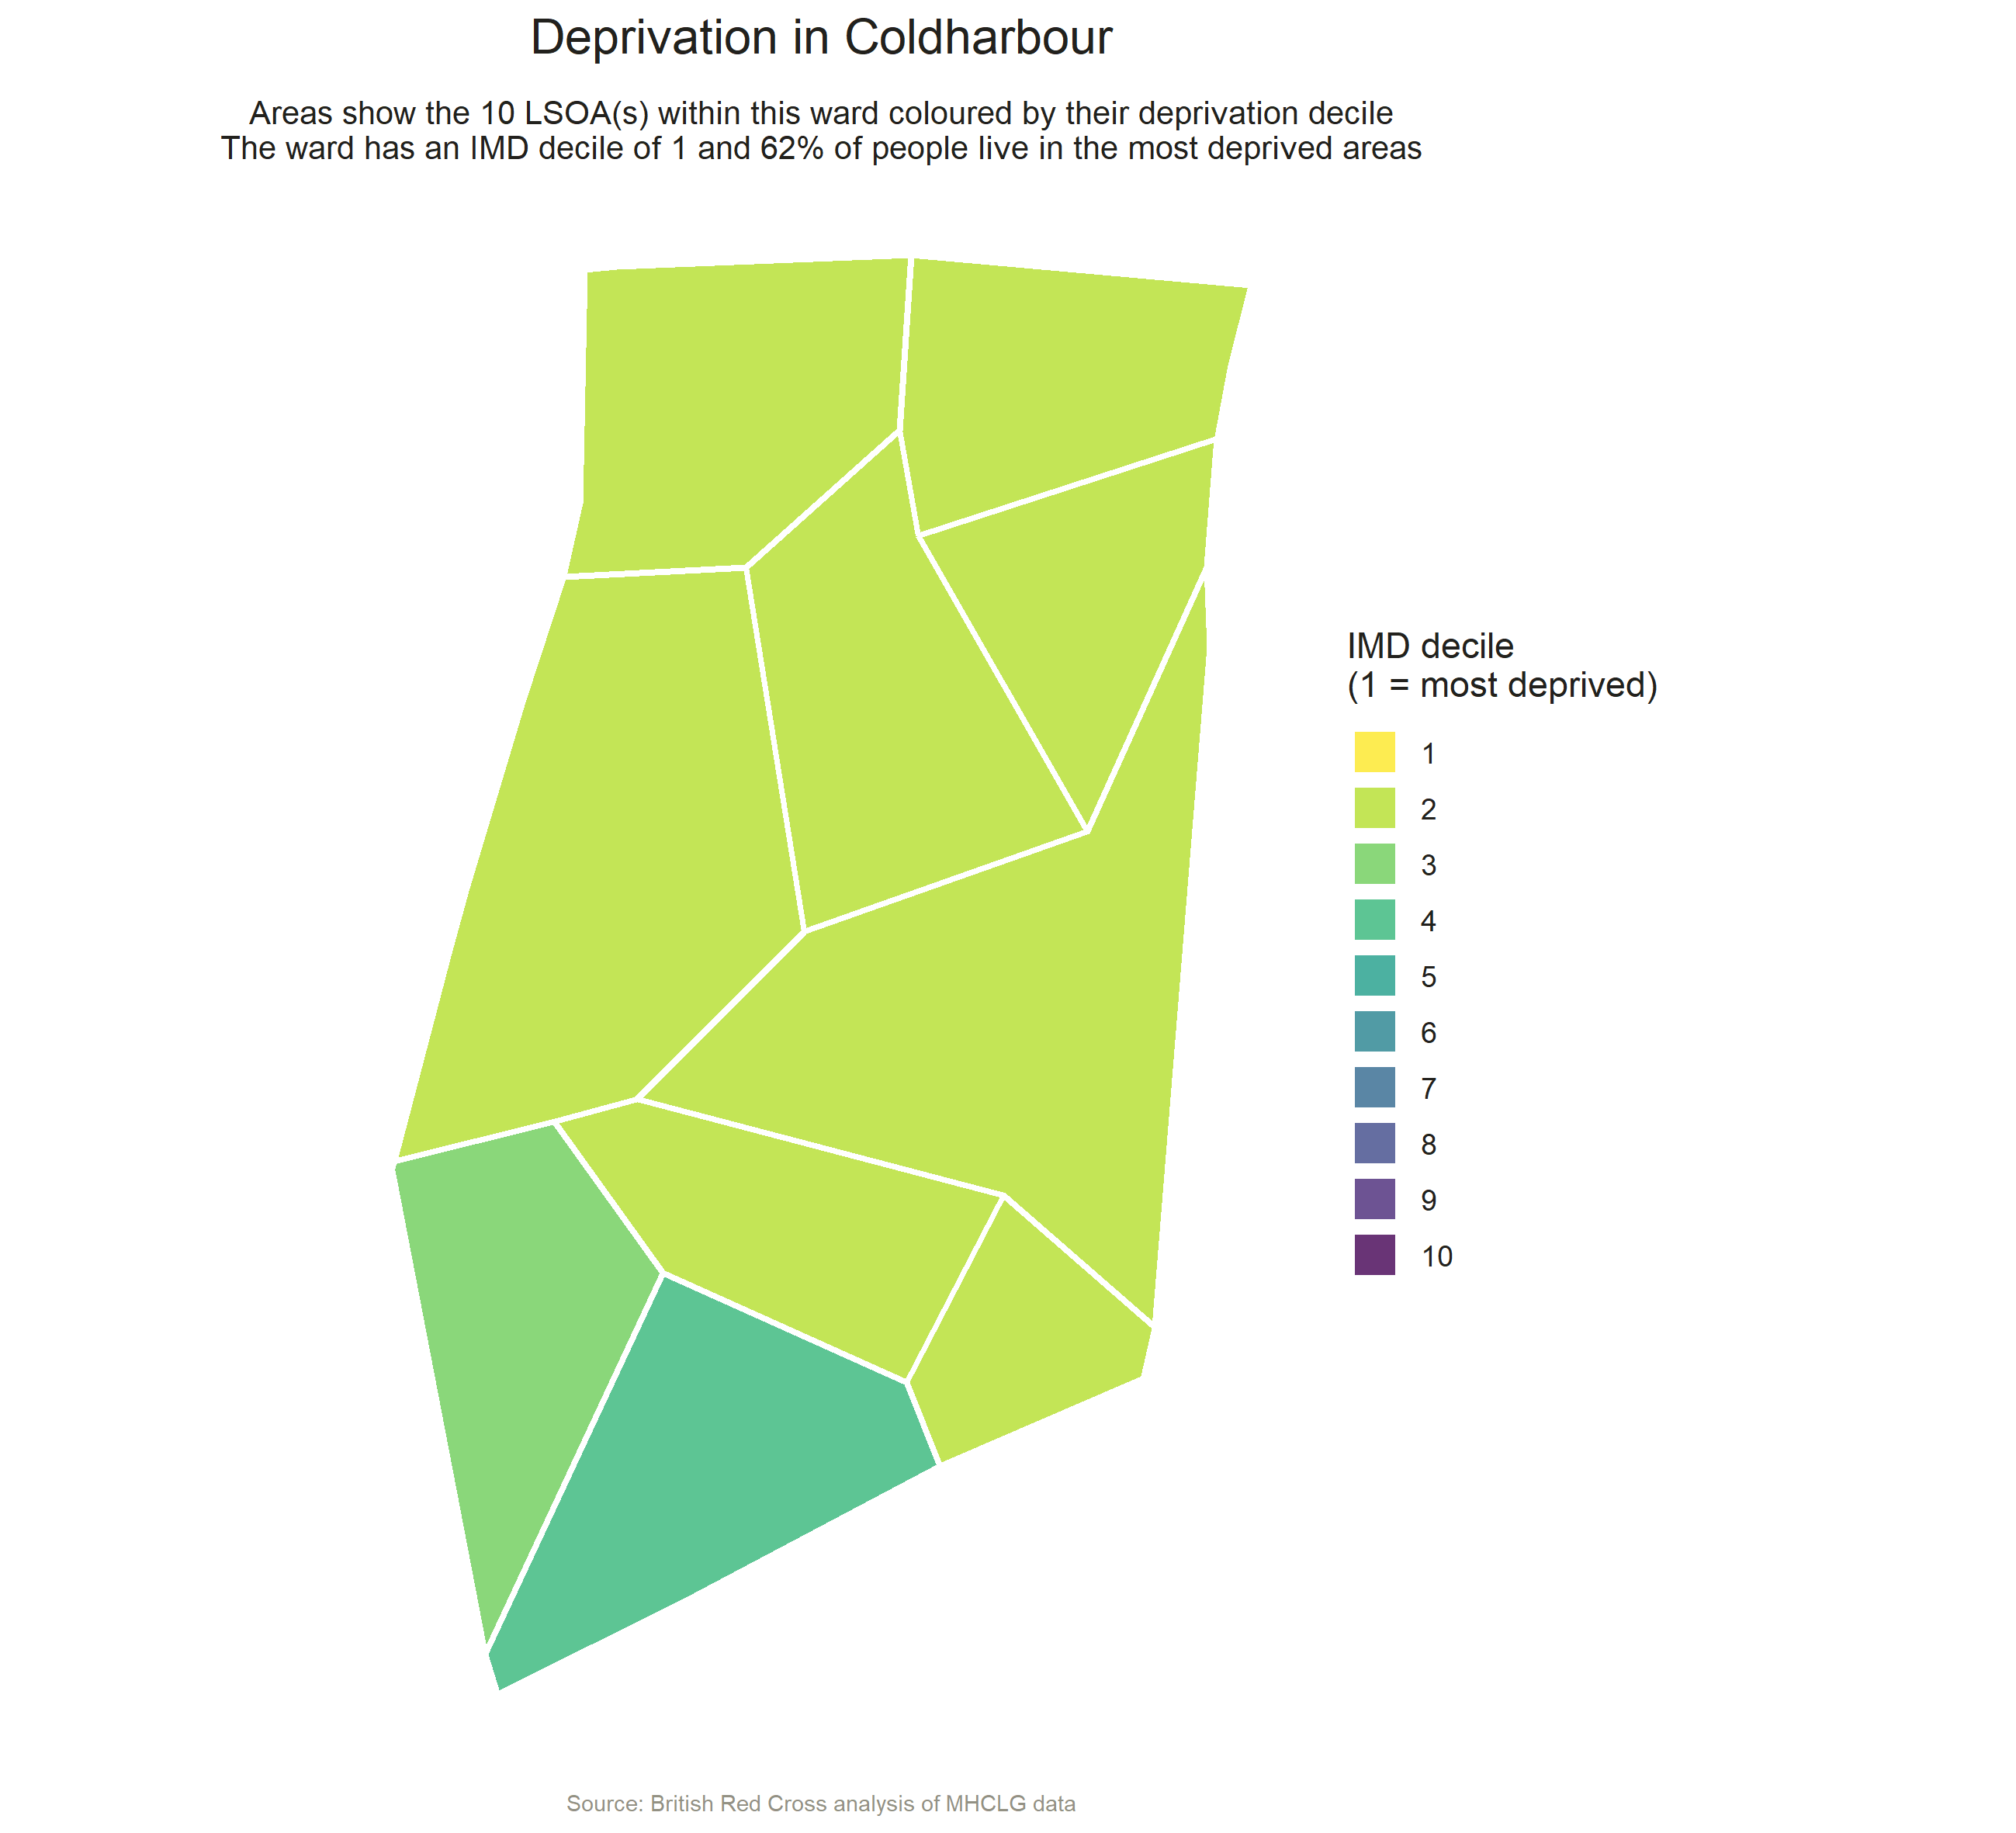 Deprivation in Coldharbour
Areas show the 10 LSOA(s) within this ward coloured by their deprivation decile
The ward has an IMD decile of 1 and 62% of people live in the most deprived areas
IMD decile
(1 = most deprived)
1
2
3
4
5
6
7
8
9
10
Source: British Red Cross analysis of MHCLG data